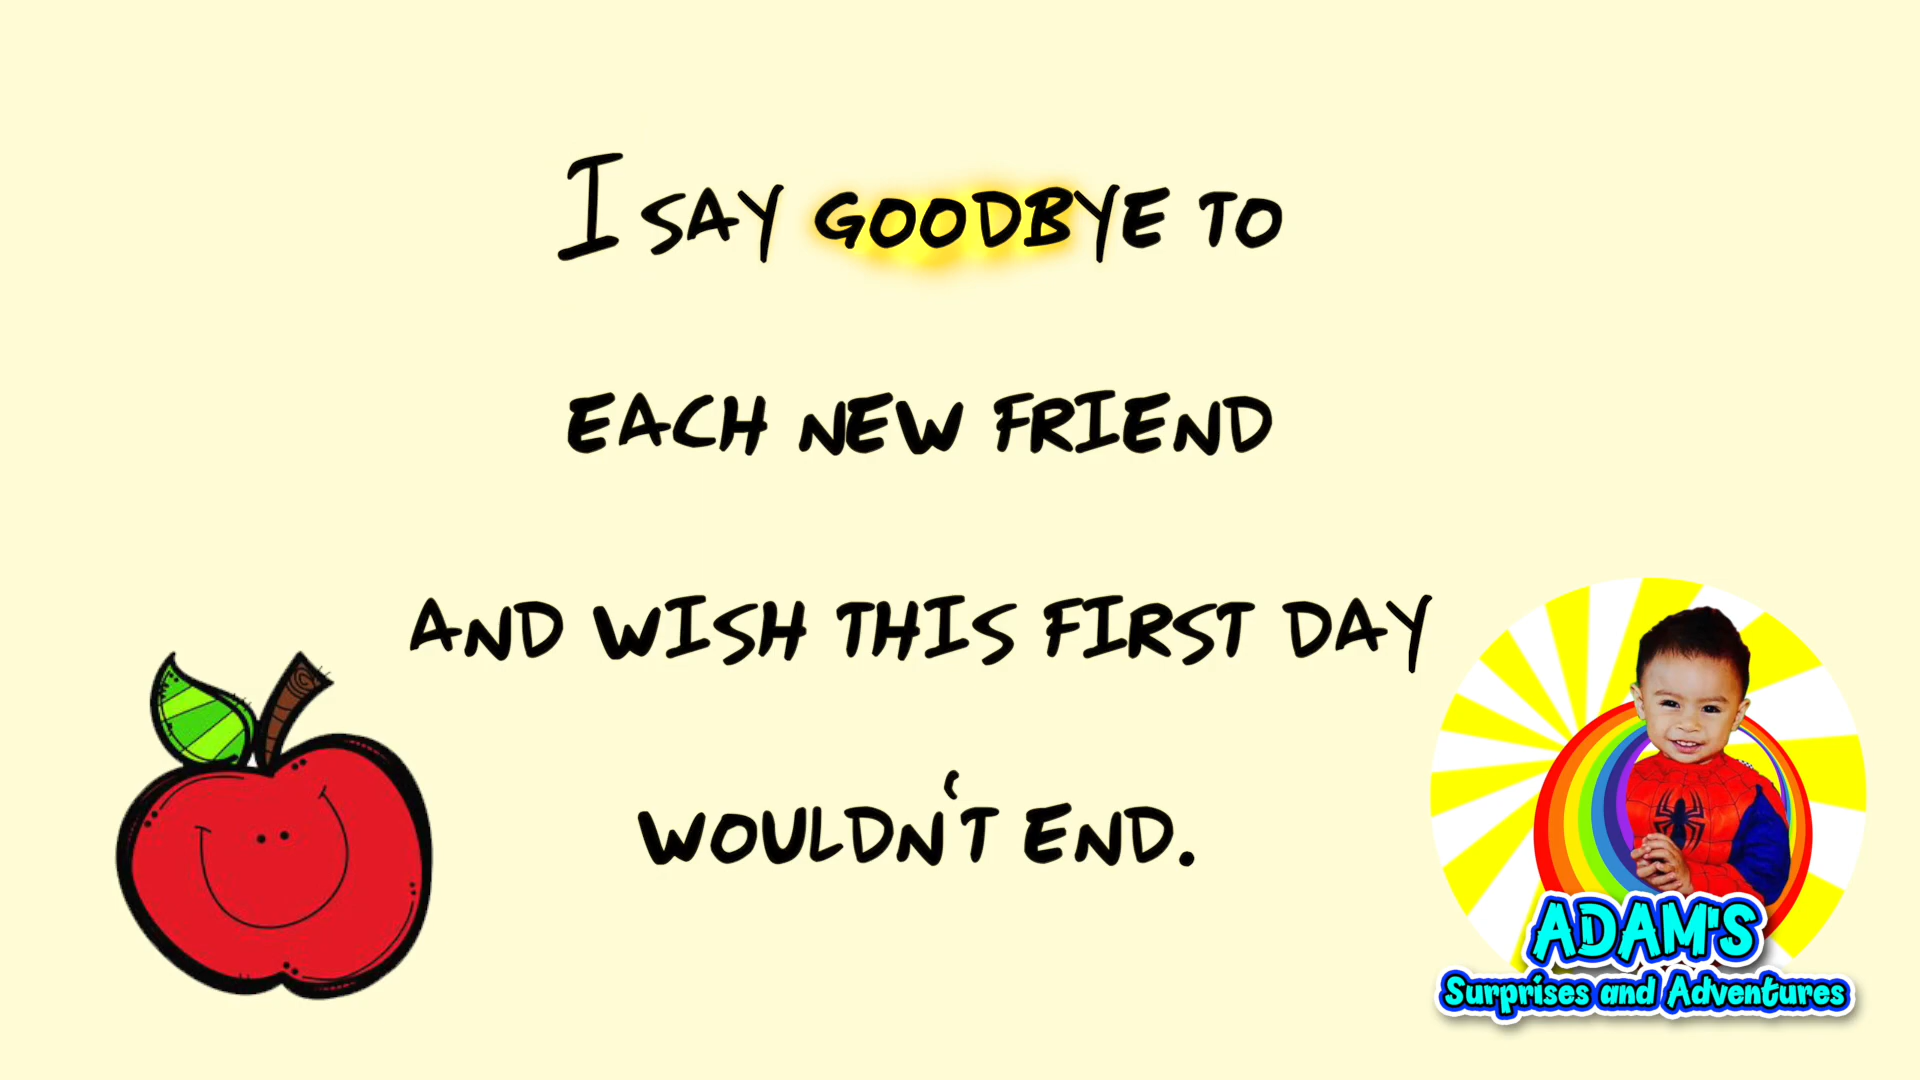 I SAY GOODBYE TO
EACH NEW FRIEND
AND WISH THIS FIRST DAY
WOULDN'T END.
ADAM'S
Surprises and Adventures